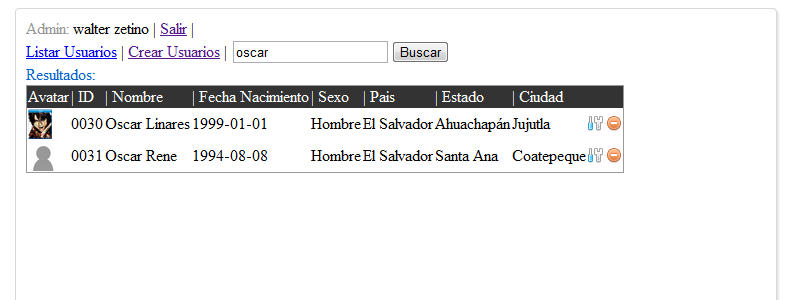 Admin: walter zetino | Salir |
Listar Usuarios | Crear Usuarios | oscar Buscar
Resultados:
Avatar | ID | Nombre | Fecha Nacimiento | Sexo | Pais | Estado | Ciudad
0030 Oscar Linares 1999-01-01 Hombre El Salvador Ahuachapán Jujutla
0031 Oscar Rene 1994-08-08 Hombre El Salvador Santa Ana Coatepeque